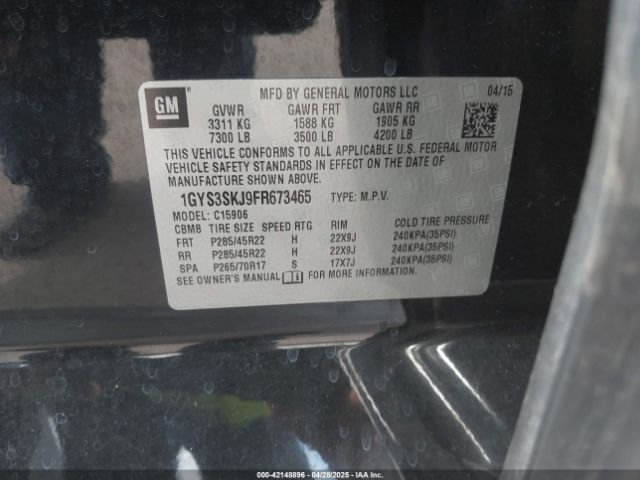 GM
MFD BY GENERAL MOTORS LLC 04/15
GVWR GAWR FRT GAWR RR
3311 KG 1588 KG 1905 KG
7300 LB 3500 LB 4200 LB
THIS VEHICLE CONFORMS TO ALL APPLICABLE U.S. FEDERAL MOTOR
VEHICLE SAFETY STANDARDS IN EFFECT ON THE DATE OF
MANUFACTURE SHOWN ABOVE.
1GYS3SKJ9FR673465 TYPE: M.P.V.
MODEL: C15906
CBM8 TIRE SIZE SPEED RTG RIM COLD TIRE PRESSURE
FRT P285/45R22 H 22X9J 240KPA(35PSI)
RR P285/45R22 H 22X9J 240KPA(35PSI)
SPA P265/70R17 S 17X7J 240KPA(35PSI)
SEE OWNER'S MANUAL FOR MORE INFORMATION.
000-42148896 | 04/28/2025 | IAAI.COM